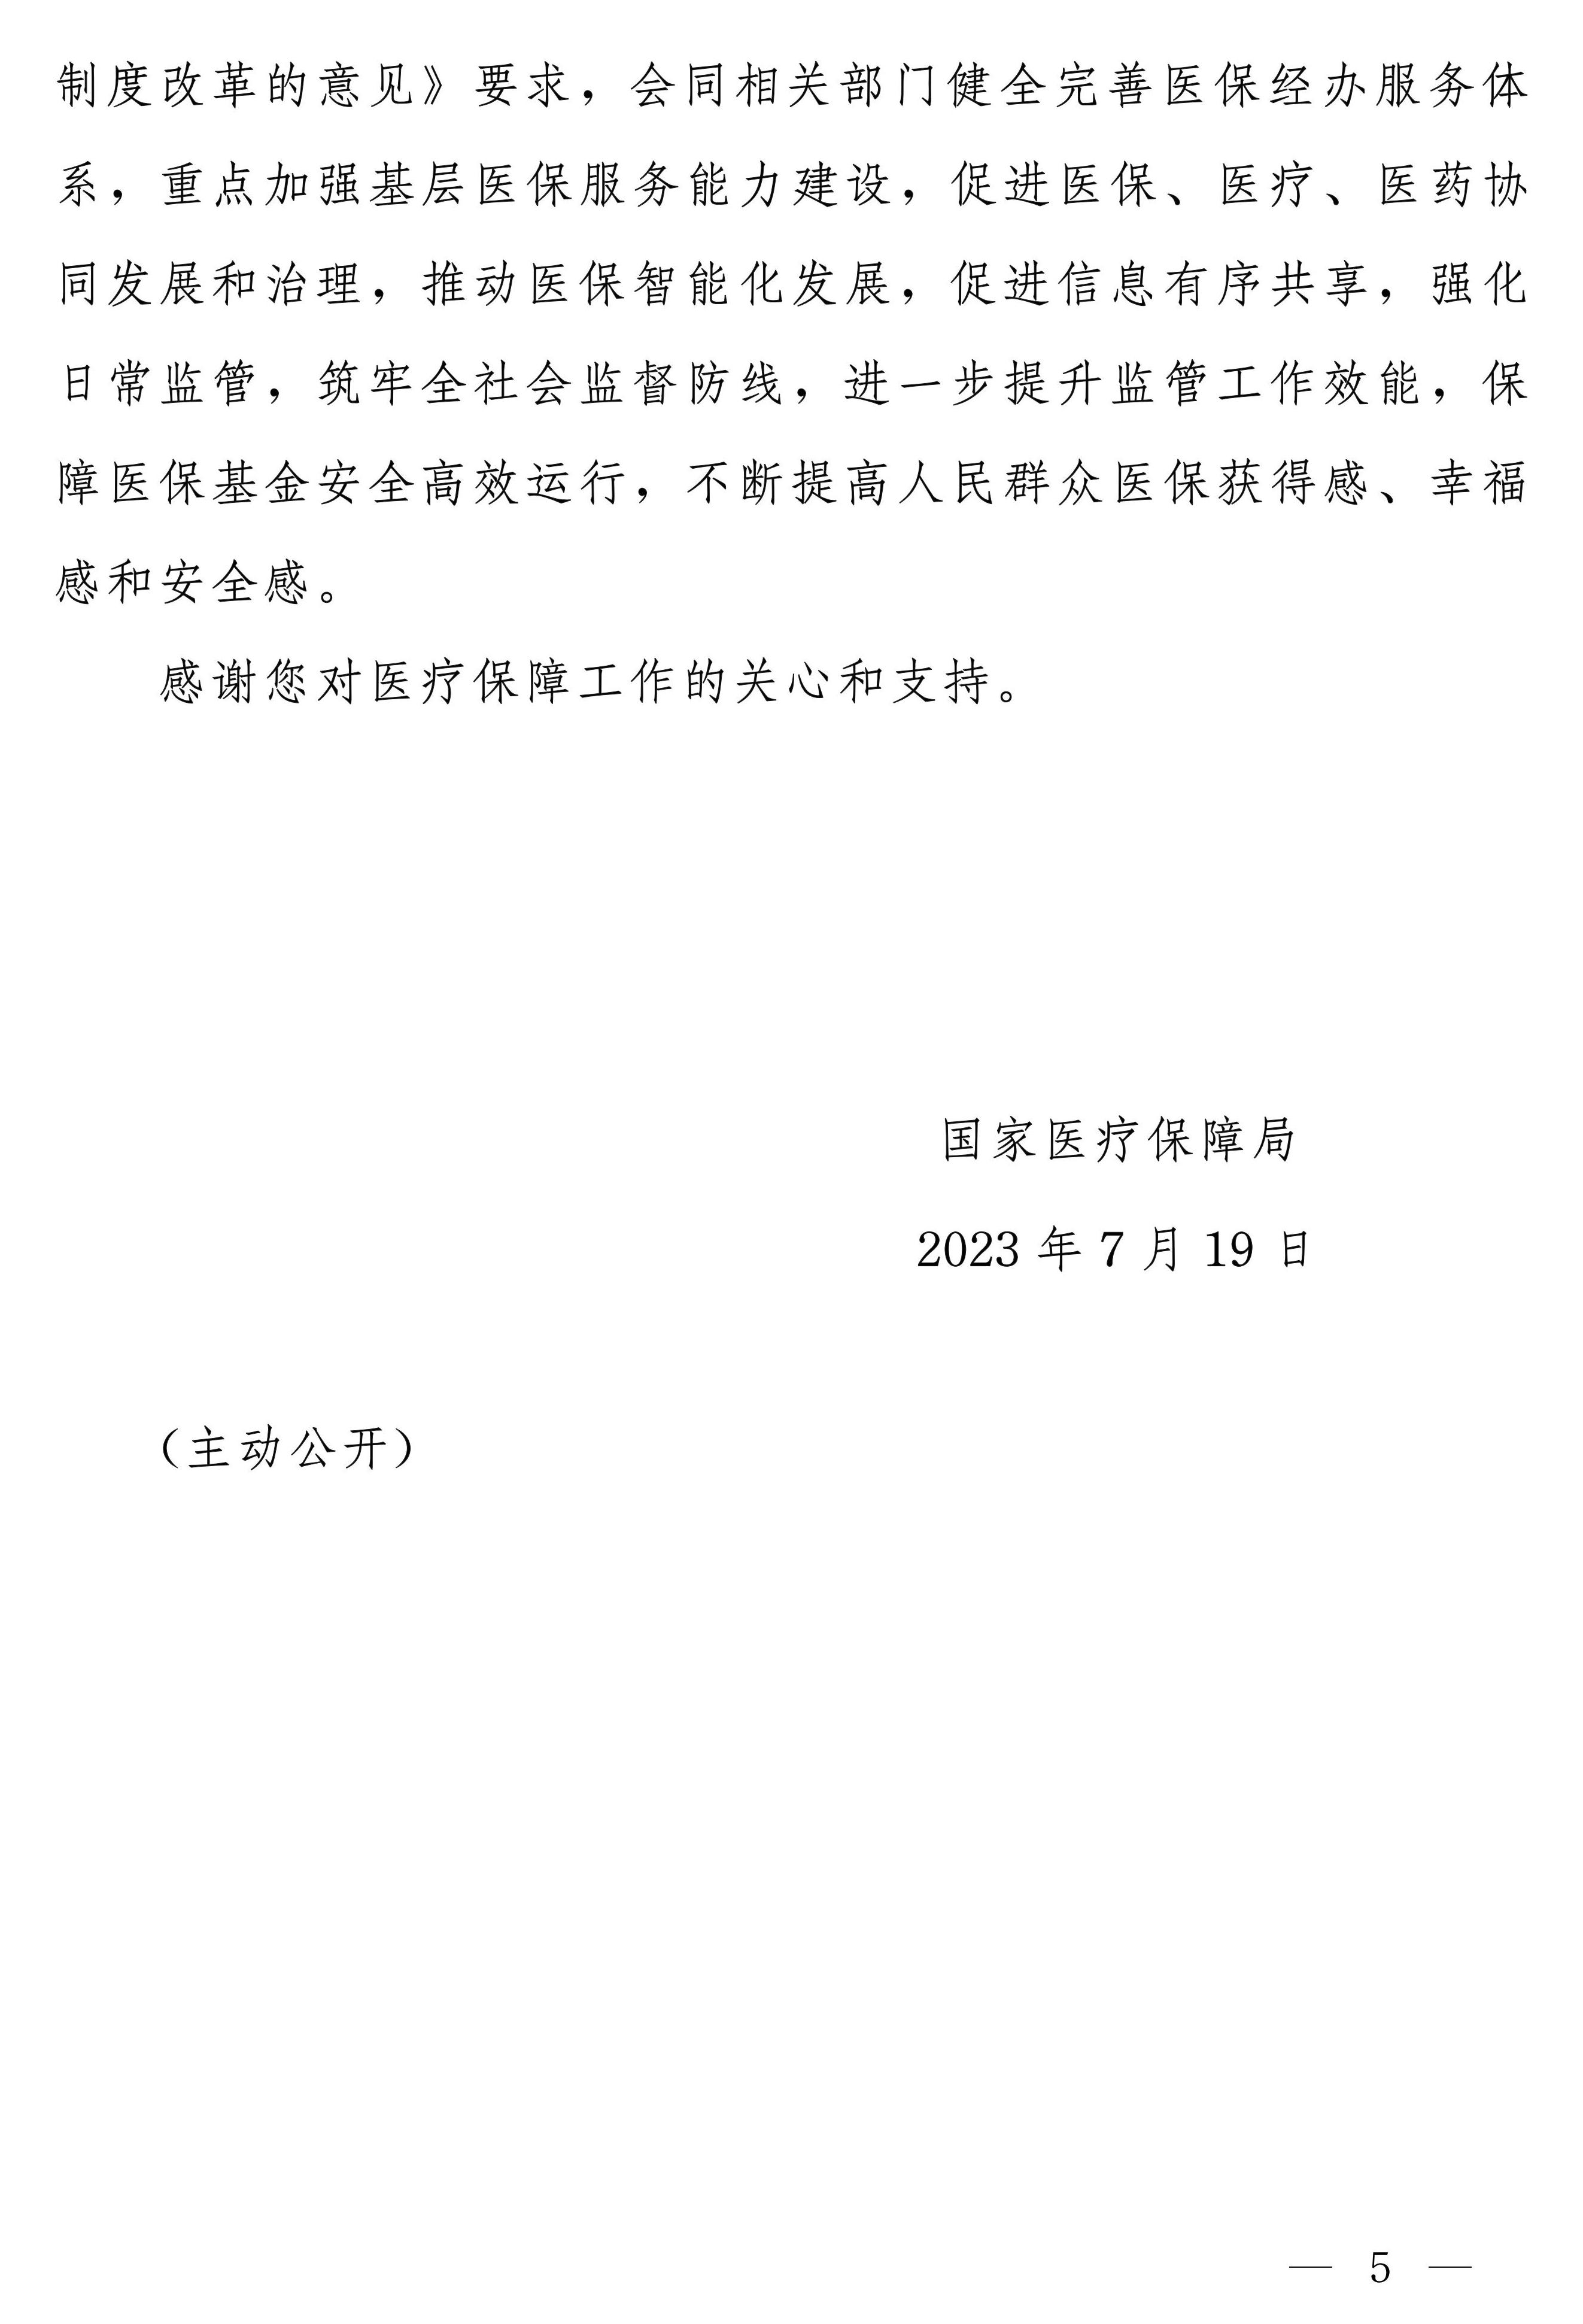 制度改革的意见》要求，会同相关部门健全完善医保经办服务体
系，重点加强基层医保服务能力建设，促进医保、医疗、医药协
同发展和治理，推动医保智能化发展，促进信息有序共享，强化
日常监管，筑牢全社会监督防线，进一步提升监管工作效能，保
障医保基金安全高效运行，不断提高人民群众医保获得感、幸福
感和安全感。
感谢您对医疗保障工作的关心和支持。
国家医疗保障局
2023 年 7 月 19 日
（主动公开）
— 5 —